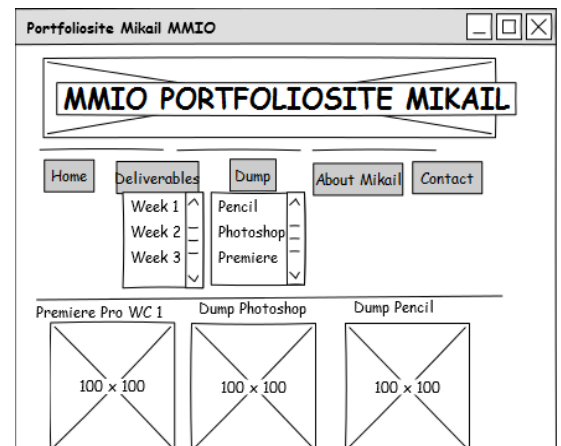 Portfoliosite Mikail MMIO
MMIO PORTFOLIOSITE MIKAIL
Home Deliverables Dump About Mikail Contact
Week 1 Pencil
Week 2 Photoshop
Week 3 Premiere
Premiere Pro WC 1 Dump Photoshop Dump Pencil
100 x 100 100 x 100 100 x 100